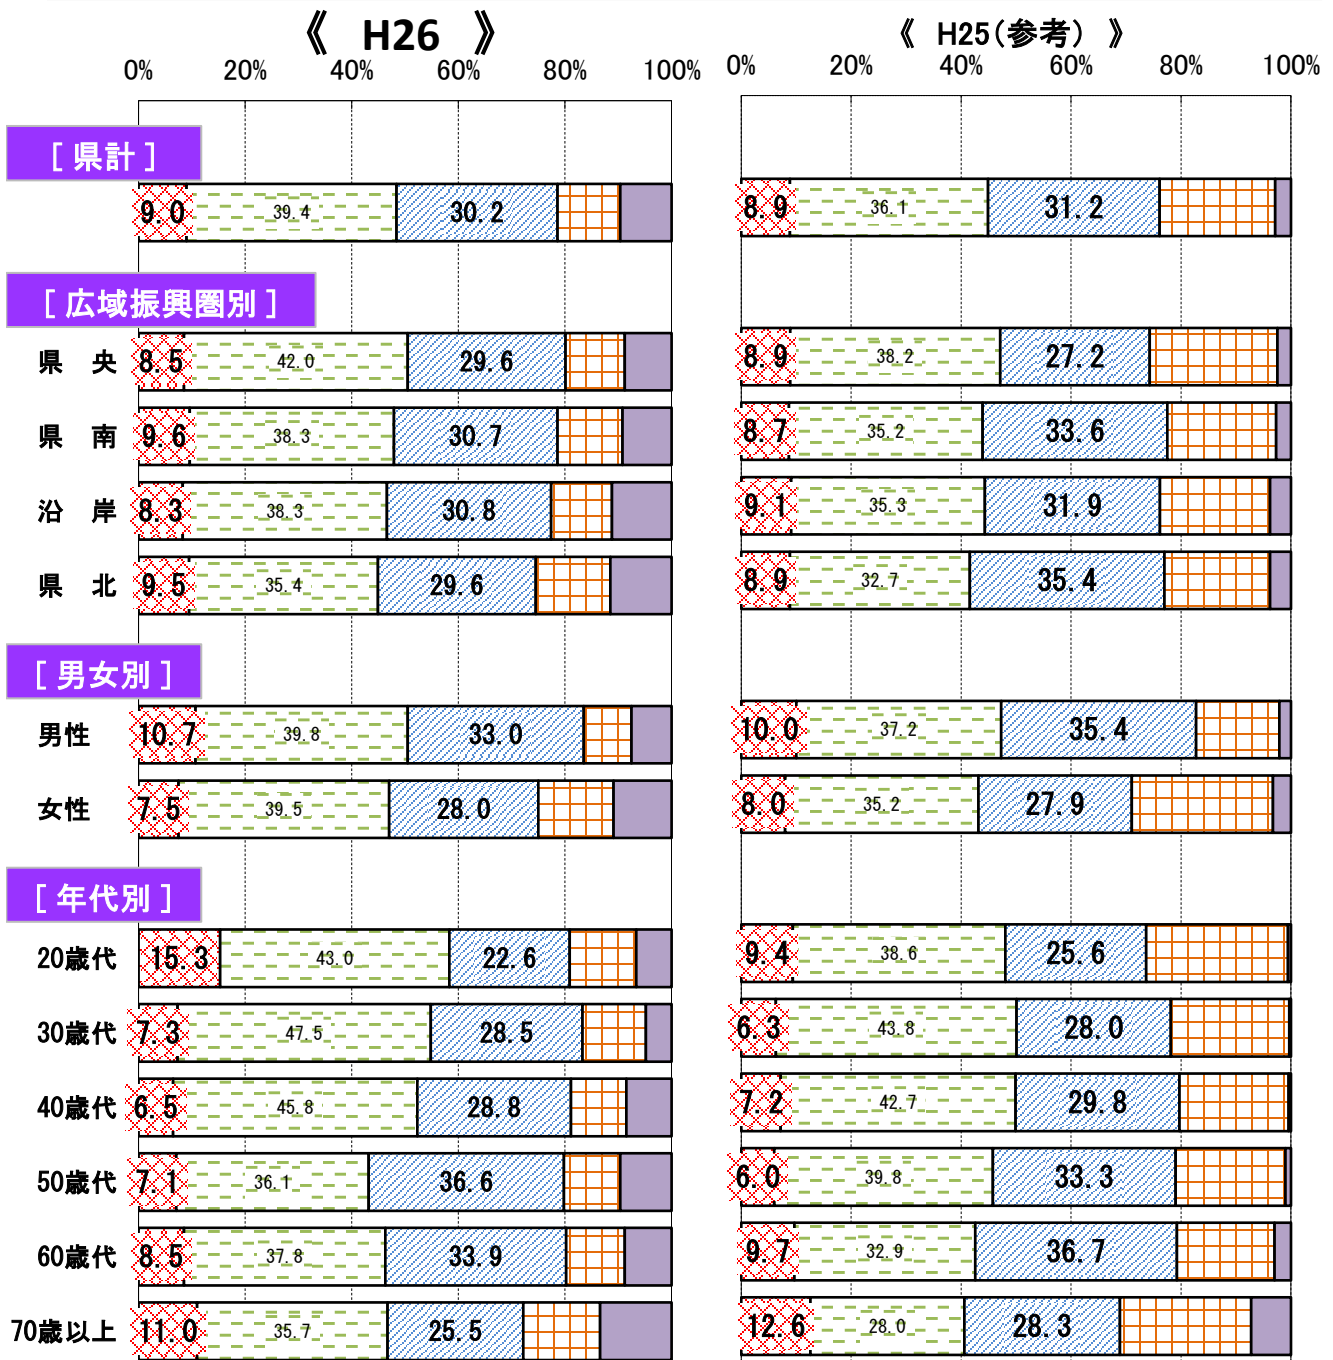 《 H26 》 《 H25(参考) 》
0% 20% 40% 60% 80% 100% 0% 20% 40% 60% 80% 100%
[ 県計 ]
9.0 39.4 30.2 8.9 36.1 31.2
[ 広域振興圏別 ]
県 央 8.5 42.0 29.6 8.9 38.2 27.2
県 南 9.6 38.3 30.7 8.7 35.2 33.6
沿 岸 8.3 38.3 30.8 9.1 35.3 31.9
県 北 9.5 35.4 29.6 8.9 32.7 35.4
[ 男女別 ]
男性 10.7 39.8 33.0 10.0 37.2 35.4
女性 7.5 39.5 28.0 8.0 35.2 27.9
[ 年代別 ]
20歳代 15.3 43.0 22.6 9.4 38.6 25.6
30歳代 7.3 47.5 28.5 6.3 43.8 28.0
40歳代 6.5 45.8 28.8 7.2 42.7 29.8
50歳代 7.1 36.1 36.6 6.0 39.8 33.3
60歳代 8.5 37.8 33.9 9.7 32.9 36.7
70歳以上 11.0 35.7 25.5 12.6 28.0 28.3